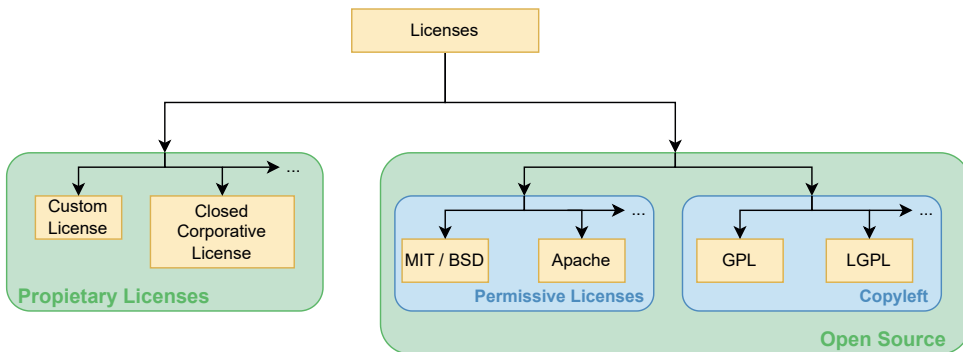 Licenses
...
Custom
License
Closed
Corporative
License
Propietary Licenses
...
MIT / BSD
Apache
Permissive Licenses
...
GPL
LGPL
Copyleft
Open Source